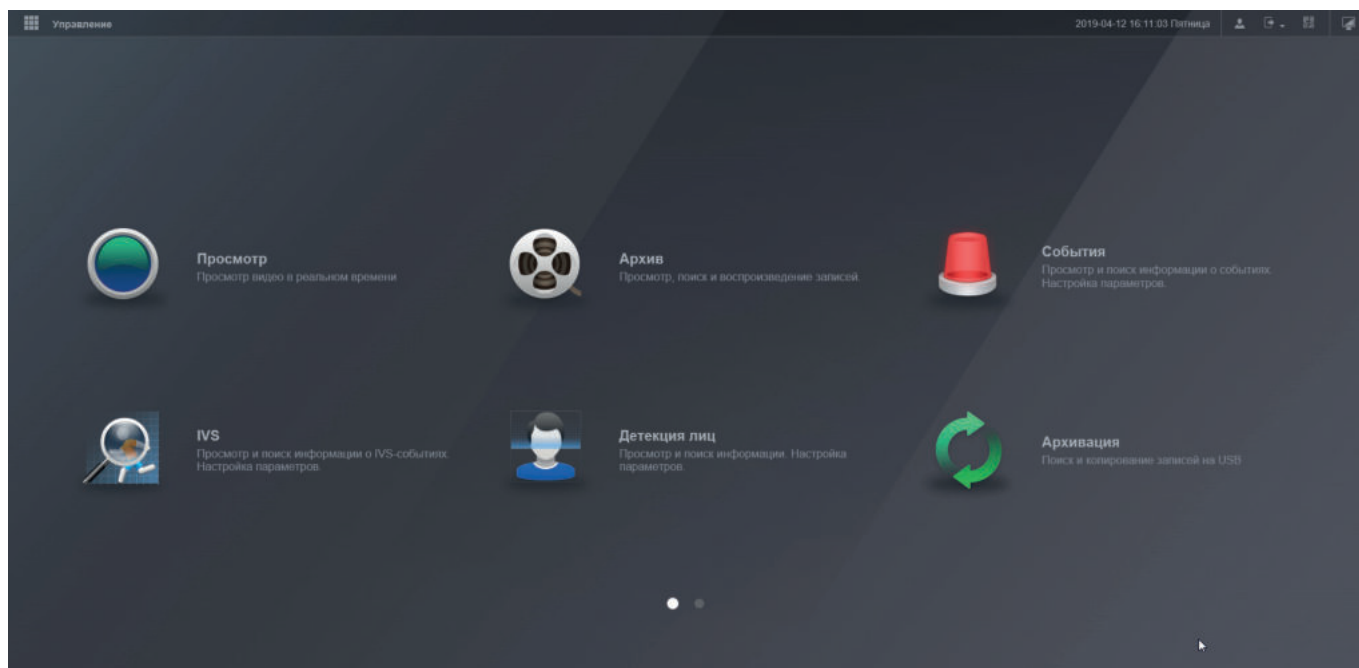 Управление
2019-04-12 16:11:03 Пятница
Просмотр
Просмотр видео в реальном времени
Архив
Просмотр, поиск и воспроизведение записей.
События
Просмотр и поиск информации о событиях.
Настройка параметров.
IVS
Просмотр и поиск информации о IVS-событиях.
Настройка параметров.
Детекция лиц
Просмотр и поиск информации. Настройка
параметров.
Архивация
Поиск и копирование записей на USB